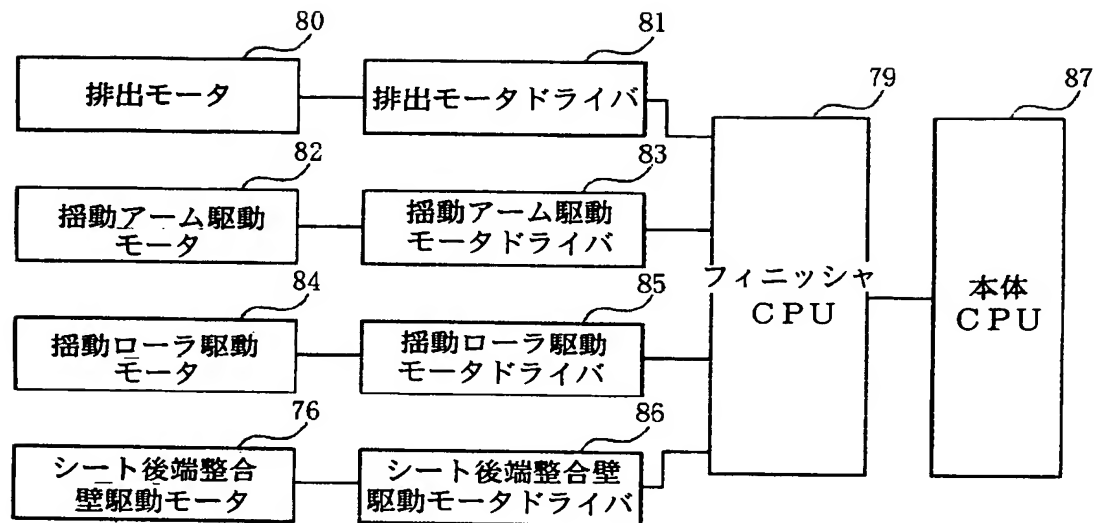 80
排出モータ
81
排出モータドライバ
82
揺動アーム駆動
モータ
83
揺動アーム駆動
モータドライバ
84
揺動ローラ駆動
モータ
85
揺動ローラ駆動
モータドライバ
76
シート後端整合
壁駆動モータ
86
シート後端整合壁
駆動モータドライバ
79
フィニッシャ
CPU
87
本体
CPU